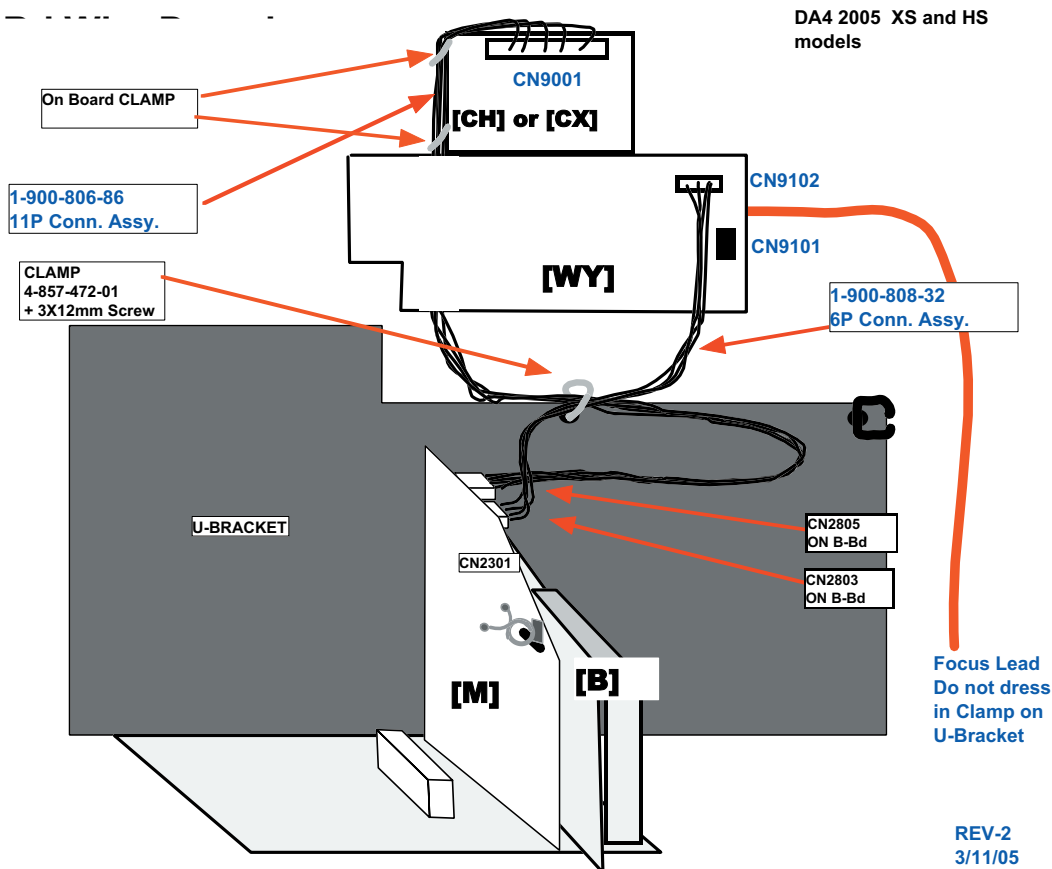 DA4 2005 XS and HS
models
CN9001
On Board CLAMP
[CH] or [CX]
CN9102
1-900-806-86
11P Conn. Assy.
CN9101
CLAMP
4-857-472-01
+ 3X12mm Screw
[WY]
1-900-808-32
6P Conn. Assy.
U-BRACKET
CN2805
ON B-Bd
CN2301
CN2803
ON B-Bd
[M]
[B]
Focus Lead
Do not dress
in Clamp on
U-Bracket
REV-2
3/11/05